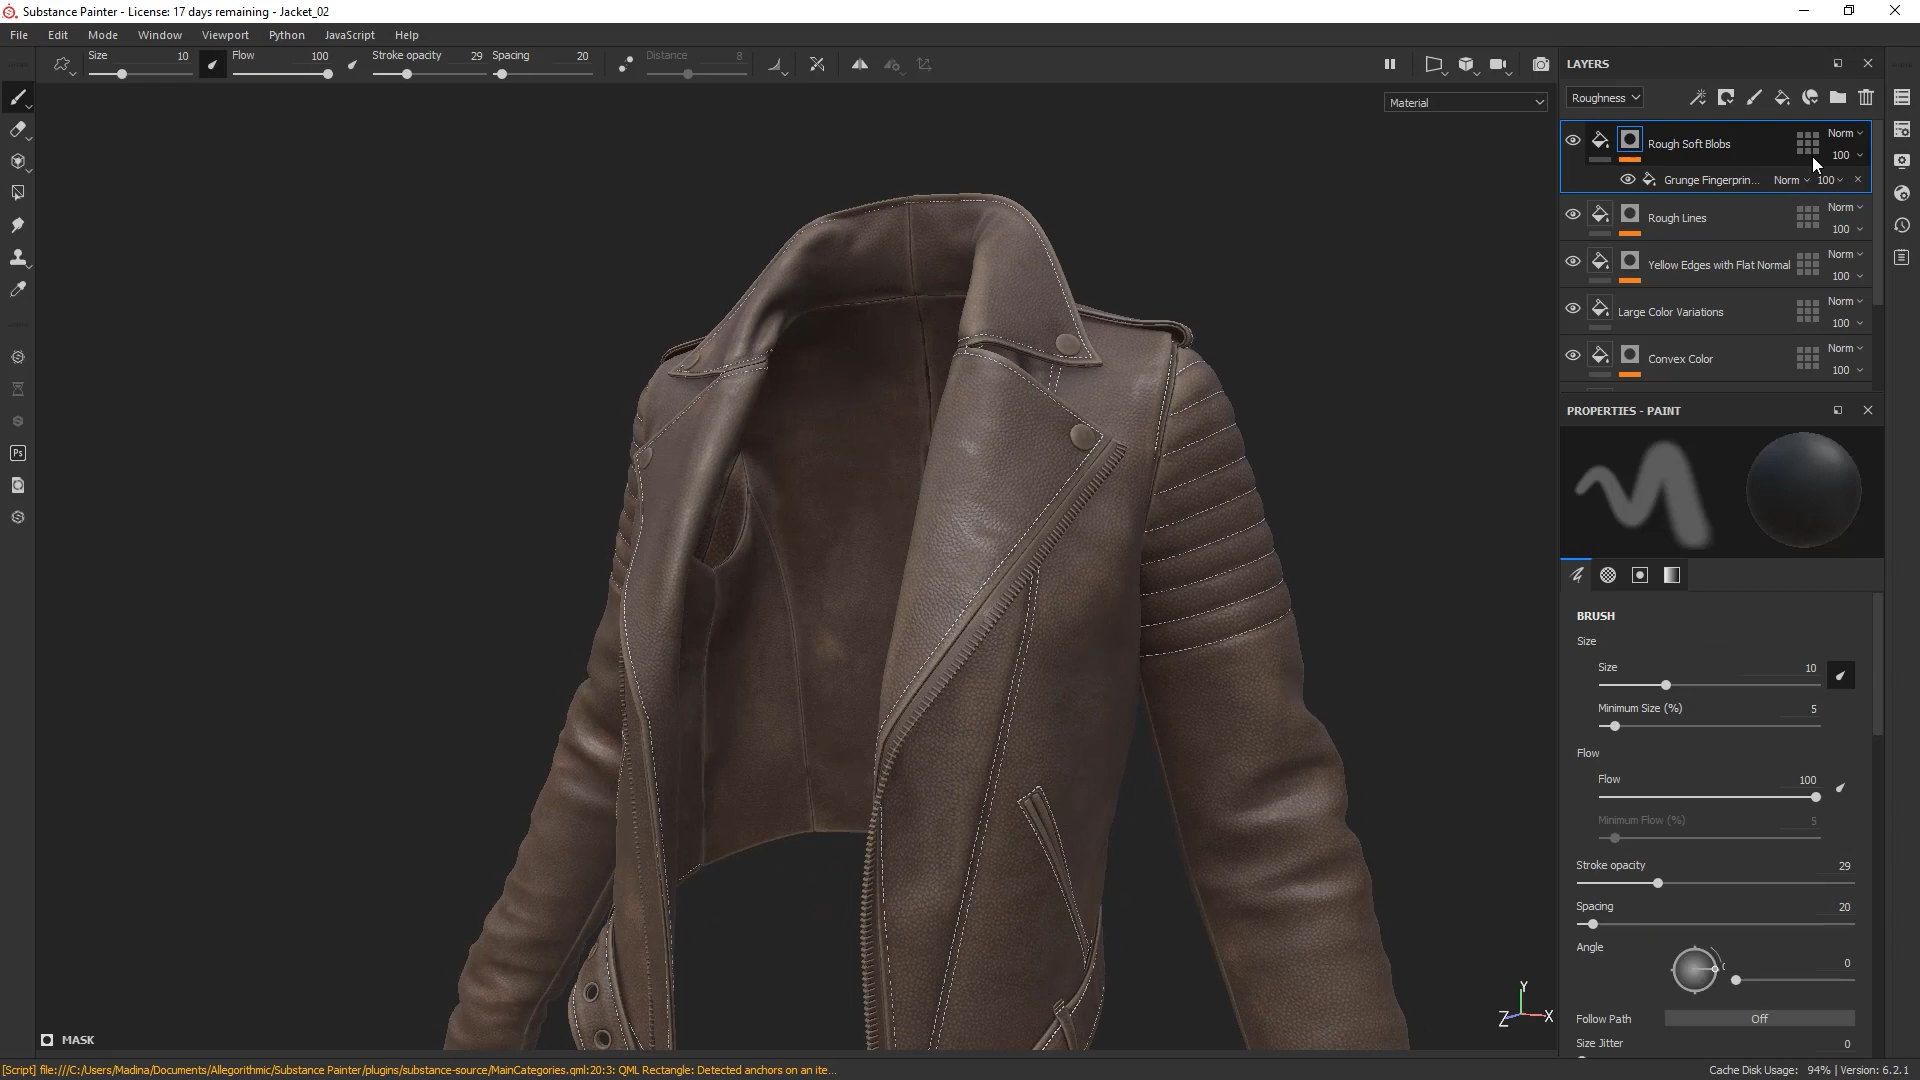 Substance Painter - License: 17 days remaining - Jacket_02
File Edit Mode Window Viewport Python JavaScript Help
Size 10 Flow 100 Stroke opacity 29 Spacing 20 Distance 8
Material
LAYERS
Roughness
Rough Soft Blobs Norm
100
Grunge Fingerprin... Norm 100
Rough Lines Norm
100
Yellow Edges with Flat Normal Norm
100
Large Color Variations Norm
100
Convex Color Norm
100
PROPERTIES - PAINT
BRUSH
Size
Size 10
Minimum Size (%) 5
Flow
Flow 100
Minimum Flow (%) 5
Stroke opacity 29
Spacing 20
Angle 0
Follow Path Off
Size Jitter 0
Ps
Y
Z X
MASK
[Script] file:///C:/Users/Madina/Documents/Allegorithmic/Substance Painter/plugins/substance-source/MainCategories.qml:20:3: QML Rectangle: Detected anchors on an ite...
Cache Disk Usage: 94% | Version: 6.2.1